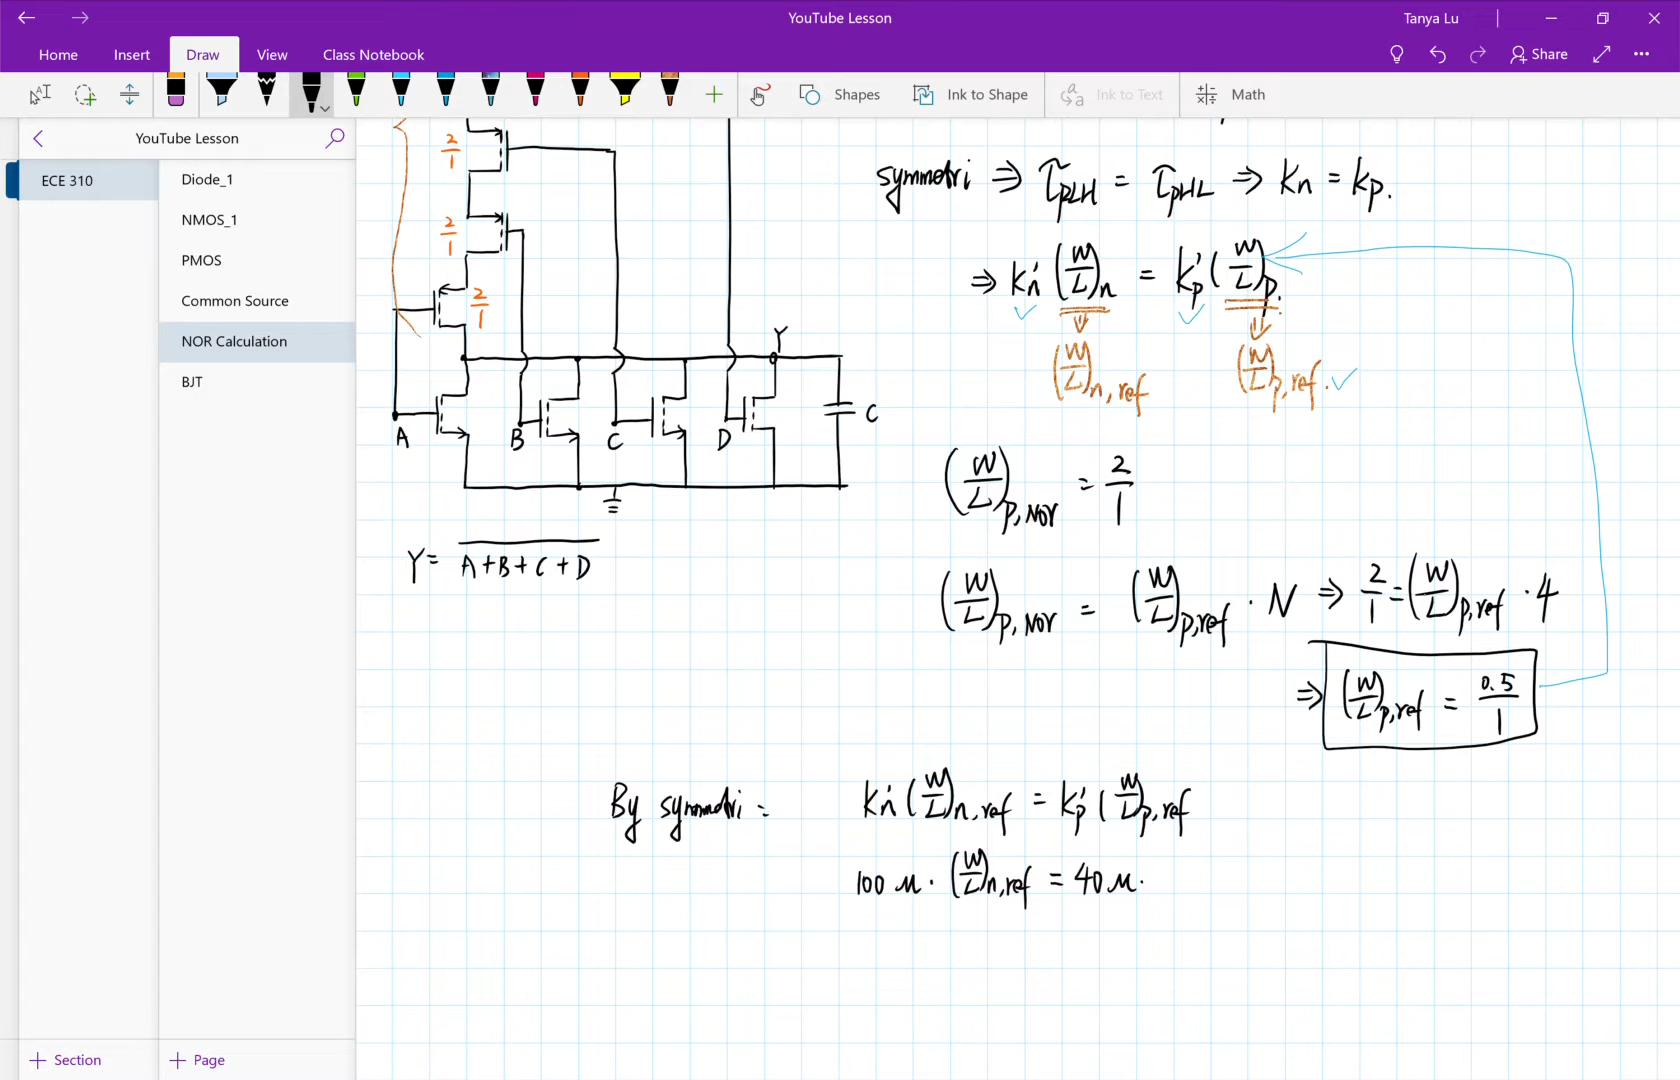 YouTube Lesson
Tanya Lu
Home Insert Draw View Class Notebook
Share
Shapes Ink to Shape Ink to Text Math
YouTube Lesson
ECE 310
Diode_1
NMOS_1
PMOS
Common Source
NOR Calculation
BJT
+ Section
+ Page
2/1
2/1
2/1
Y
A B C D C
Y = \overline{A+B+C+D}
symmetri ⇒ τpLH = τpHL ⇒ kn = kp.
⇒ kn' (W/L)n = kp' (W/L)p.
(W/L)n,ref (W/L)p,ref.
(W/L)p,NOR = 2/1
(W/L)p,NOR = (W/L)p,ref · N ⇒ 2/1 = (W/L)p,ref · 4
⇒ (W/L)p,ref = 0.5/1
By symmetri: kn' (W/L)n,ref = kp' (W/L)p,ref
100 μ · (W/L)n,ref = 40 μ ·